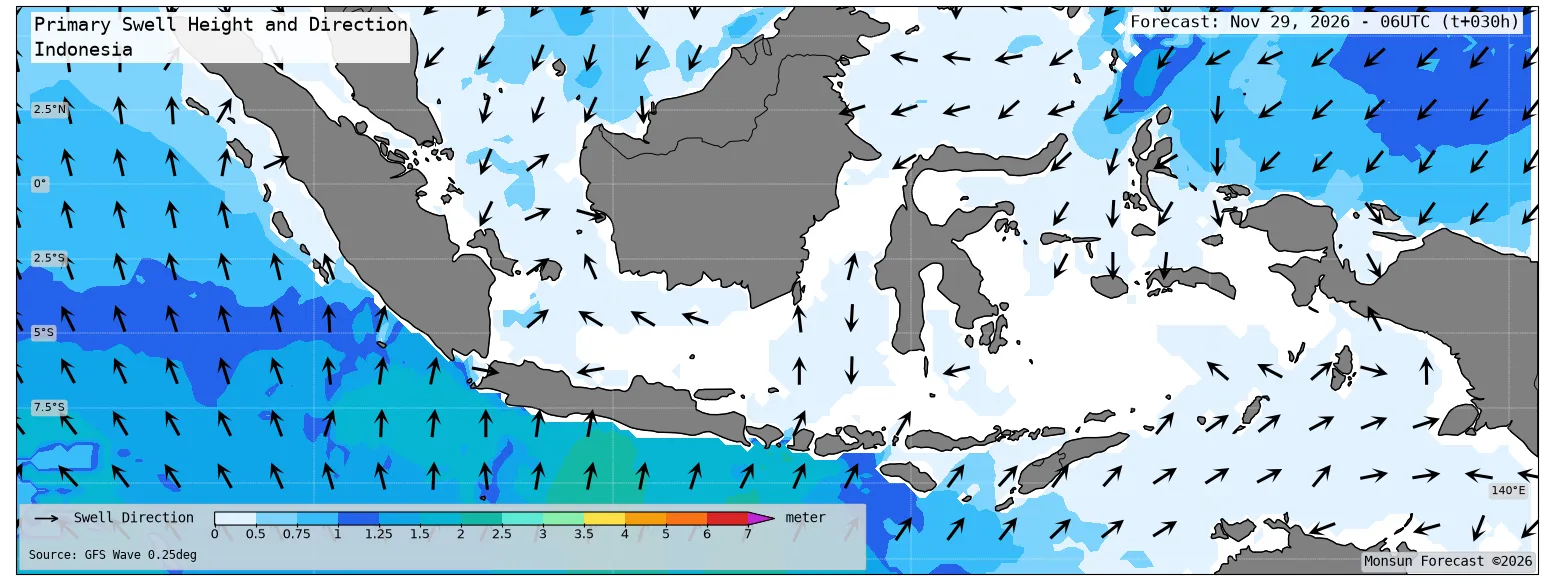 Primary Swell Height and Direction
Indonesia
Forecast: Nov 29, 2026 - 06UTC (t+030h)
2.5°N
0°
2.5°S
5°S
7.5°S
140°E
Swell Direction
0 0.5 0.75 1 1.25 1.5 2 2.5 3 3.5 4 5 6 7
meter
Source: GFS Wave 0.25deg
Monsun Forecast ©2026